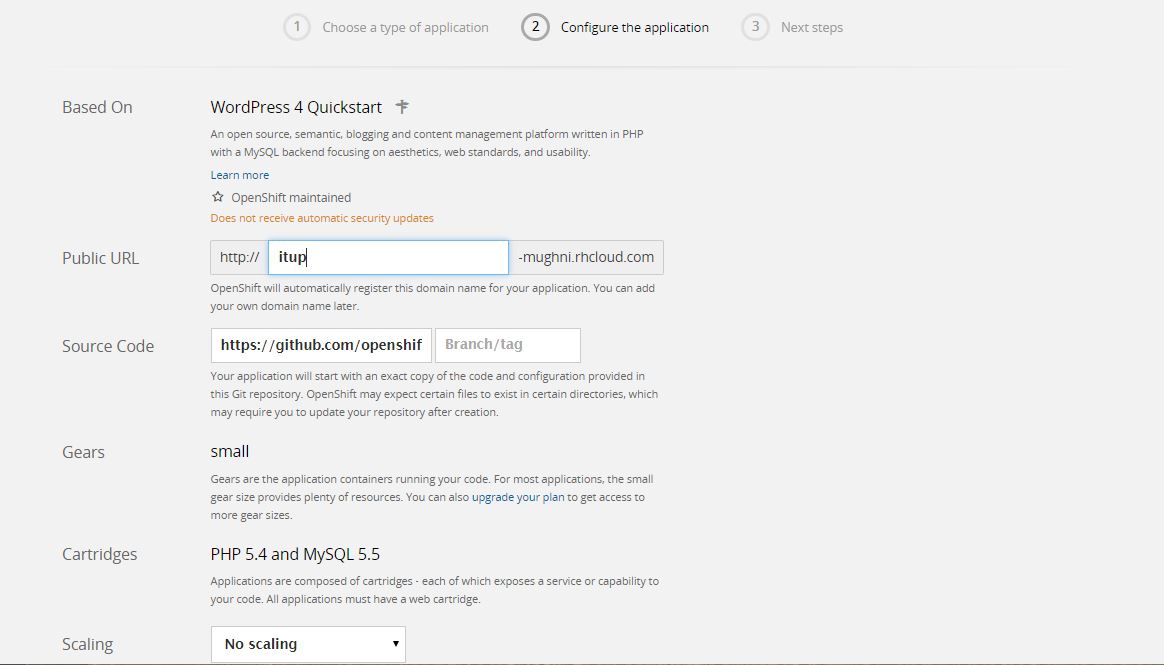 1 Choose a type of application 2 Configure the application 3 Next steps
Based On WordPress 4 Quickstart
An open source, semantic, blogging and content management platform written in PHP
with a MySQL backend focusing on aesthetics, web standards, and usability.
Learn more
OpenShift maintained
Does not receive automatic security updates
Public URL http:// itup -mughni.rhcloud.com
OpenShift will automatically register this domain name for your application. You can add
your own domain name later.
Source Code https://github.com/openshif Branch/tag
Your application will start with an exact copy of the code and configuration provided in
this Git repository. OpenShift may expect certain files to exist in certain directories, which
may require you to update your repository after creation.
Gears small
Gears are the application containers running your code. For most applications, the small
gear size provides plenty of resources. You can also upgrade your plan to get access to
more gear sizes.
Cartridges PHP 5.4 and MySQL 5.5
Applications are composed of cartridges - each of which exposes a service or capability to
your code. All applications must have a web cartridge.
Scaling No scaling